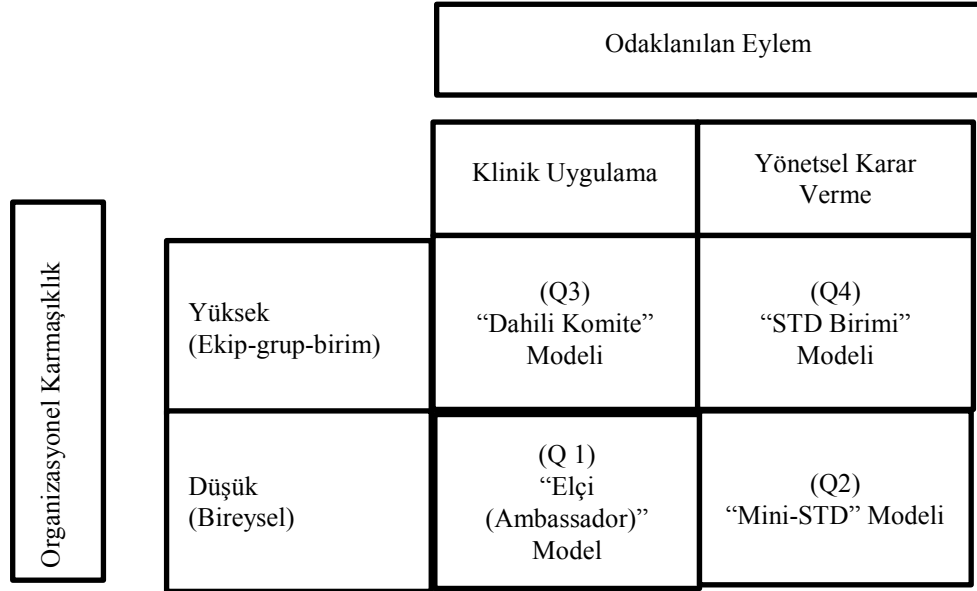 Odaklanılan Eylem
Klinik Uygulama
Yönetsel Karar
Verme
Organizasyonel Karmaşıklık
Yüksek
(Ekip-grup-birim)
(Q3)
“Dahili Komite”
Modeli
(Q4)
“STD Birimi”
Modeli
Düşük
(Bireysel)
(Q 1)
“Elçi
(Ambassador)”
Model
(Q2)
“Mini-STD” Modeli